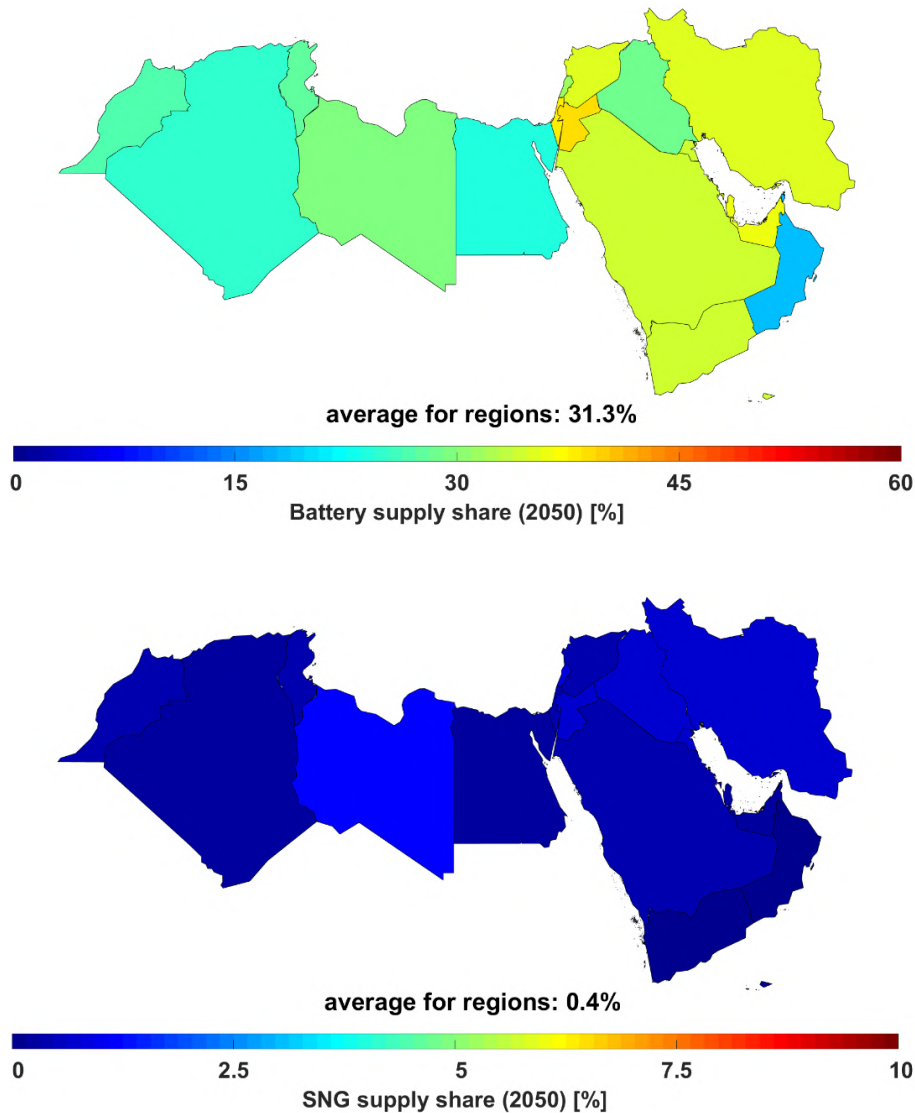 average for regions: 31.3%
0 15 30 45 60
Battery supply share (2050) [%]
average for regions: 0.4%
0 2.5 5 7.5 10
SNG supply share (2050) [%]